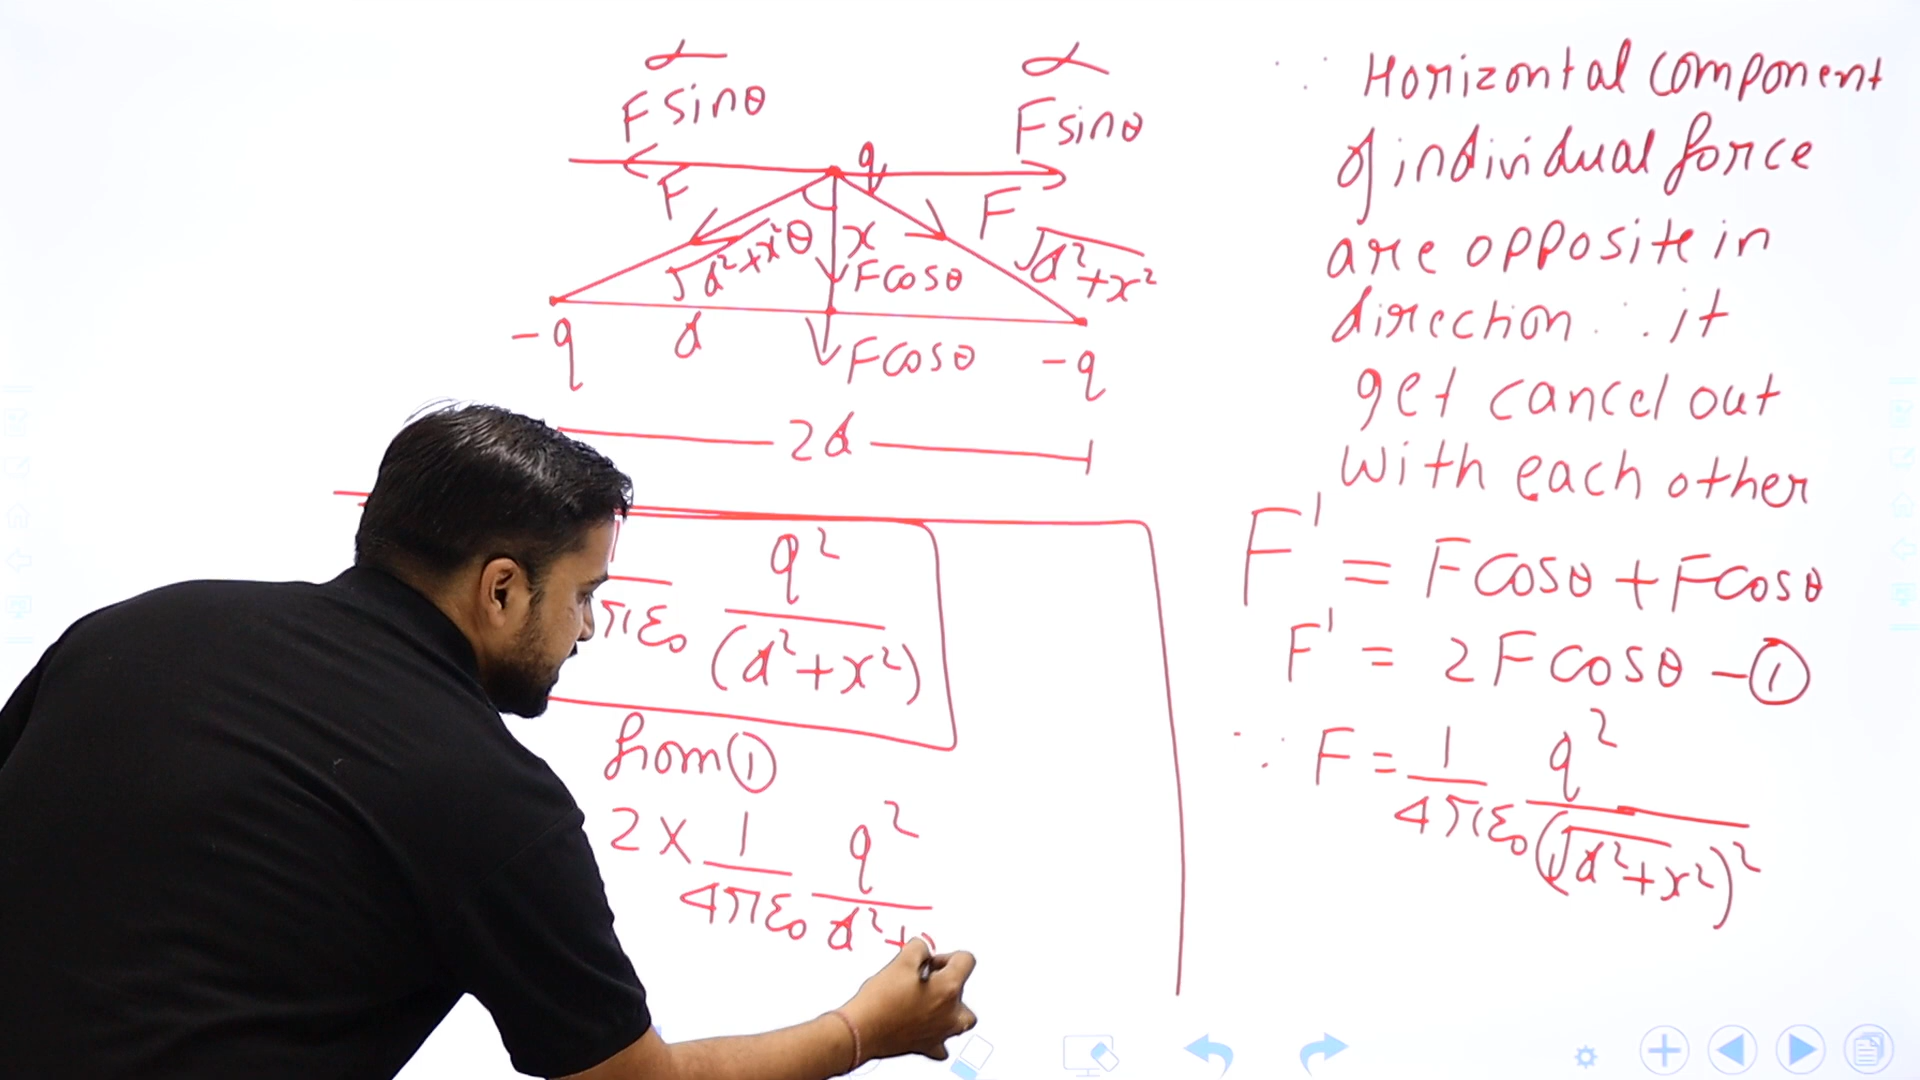 α α
F sinθ F sinθ
q
F F
√d²+x² θ x √d²+x²
F cosθ
-q d F cosθ -q
2d
q²
πε₀ (d²+x²)
from ①
2 × 1 q²
4πε₀ d²+
∵ Horizontal component
of individual force
are opposite in
direction ∴ it
get cancel out
with each other
F' = F cosθ + F cosθ
F' = 2 F cosθ - ①
∵ F = 1 q²
4πε₀ (√d²+x²)²